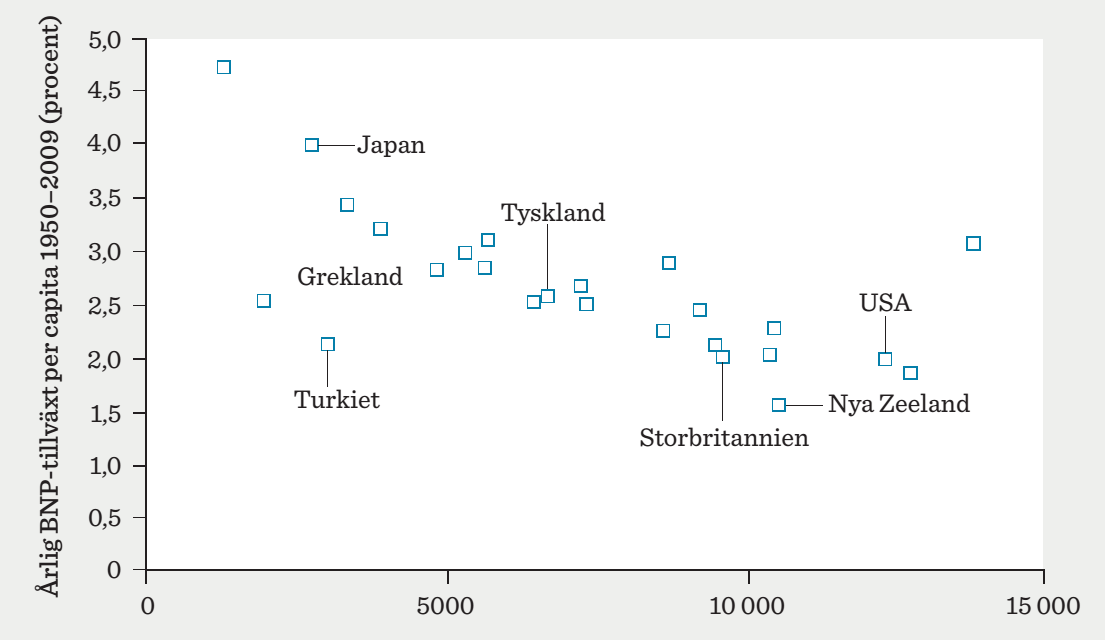 Årlig BNP-tillväxt per capita 1950–2009 (procent)
5,0
4,5
4,0
3,5
3,0
2,5
2,0
1,5
1,0
0,5
0
Japan
Tyskland
Grekland
USA
Turkiet
Nya Zeeland
Storbritannien
0
5000
10 000
15 000